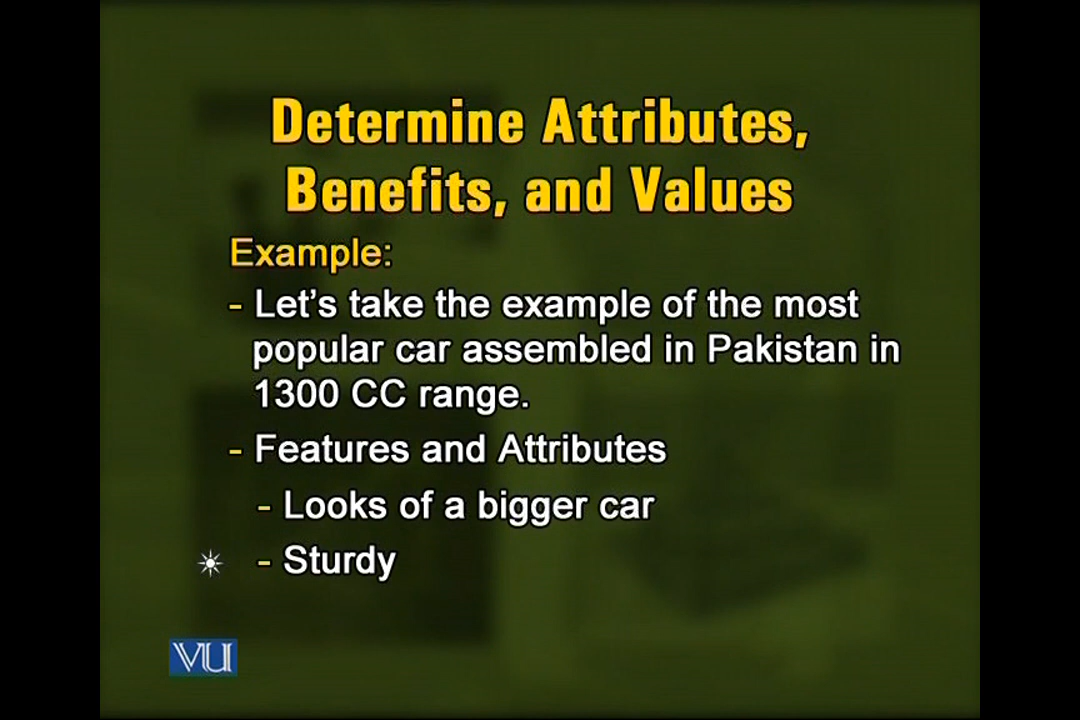 Determine Attributes,
Benefits, and Values
Example:
- Let's take the example of the most
popular car assembled in Pakistan in
1300 CC range.
- Features and Attributes
- Looks of a bigger car
- Sturdy
VU